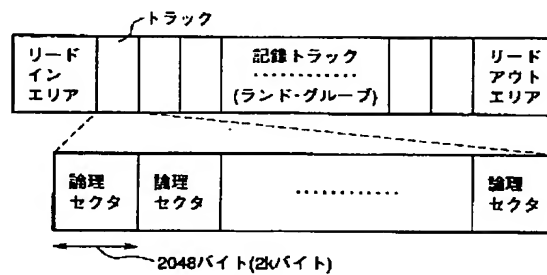 トラック
リード
イン
エリア
記録トラック
…………
(ランド・グルーブ)
リード
アウト
エリア
論理
セクタ
論理
セクタ
…………
論理
セクタ
2048バイト(2kバイト)